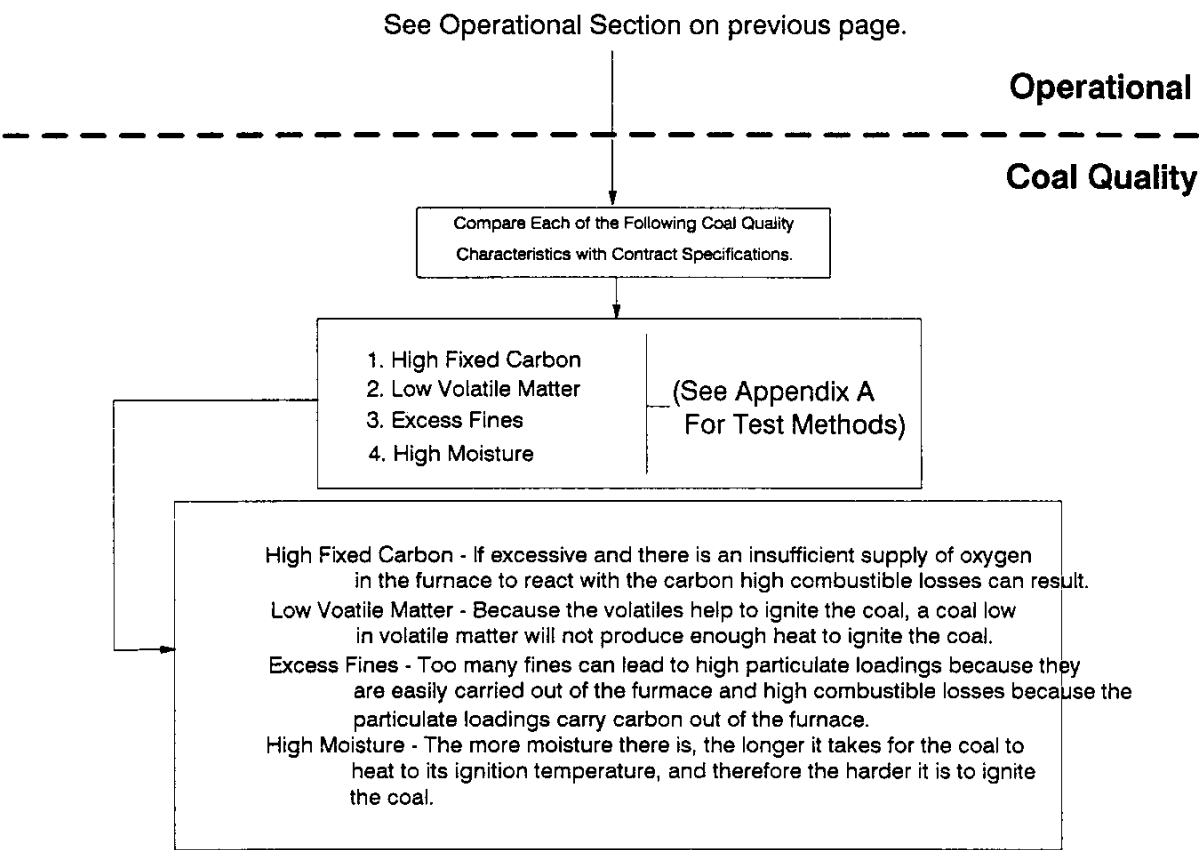 See Operational Section on previous page.
Operational
Coal Quality
Compare Each of the Following Coal Quality
Characteristics with Contract Specifications.
1. High Fixed Carbon
2. Low Volatile Matter
3. Excess Fines
4. High Moisture
(See Appendix A
For Test Methods)
High Fixed Carbon - If excessive and there is an insufficient supply of oxygen
in the furnace to react with the carbon high combustible losses can result.
Low Voatile Matter - Because the volatiles help to ignite the coal, a coal low
in volatile matter will not produce enough heat to ignite the coal.
Excess Fines - Too many fines can lead to high particulate loadings because they
are easily carried out of the furmace and high combustible losses because the
particulate loadings carry carbon out of the furnace.
High Moisture - The more moisture there is, the longer it takes for the coal to
heat to its ignition temperature, and therefore the harder it is to ignite
the coal.